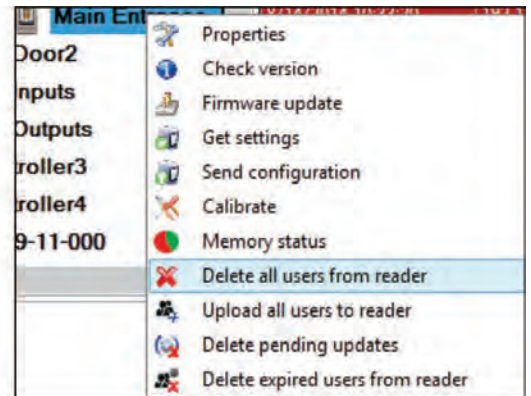 Main Entrance
Properties
Door2
Check version
nputs
Firmware update
Outputs
Get settings
troller3
Send configuration
troller4
Calibrate
9-11-000
Memory status
Delete all users from reader
Upload all users to reader
Delete pending updates
Delete expired users from reader